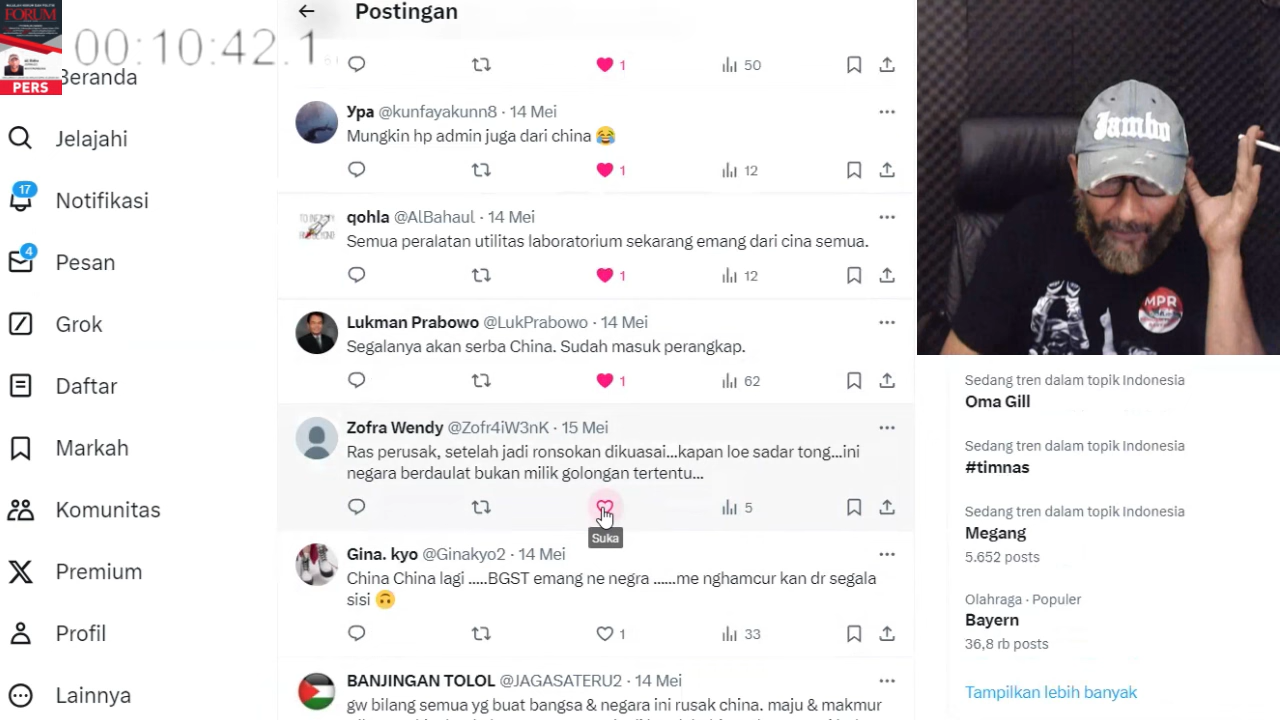 FORUM
PERS
00:10:42.1
Postingan
Beranda
Jelajahi
17
Notifikasi
4
Pesan
Grok
Daftar
Markah
Komunitas
Premium
Profil
Lainnya
1
50
Ура @kunfayakunn8 · 14 Mei
Mungkin hp admin juga dari china 😂
1
12
qohla @AlBahaul · 14 Mei
Semua peralatan utilitas laboratorium sekarang emang dari cina semua.
1
12
Lukman Prabowo @LukPrabowo · 14 Mei
Segalanya akan serba China. Sudah masuk perangkap.
1
62
Zofra Wendy @Zofr4iW3nK · 15 Mei
Ras perusak, setelah jadi ronsokan dikuasai...kapan loe sadar tong...ini
negara berdaulat bukan milik golongan tertentu...
5
Suka
Gina. kyo @Ginakyo2 · 14 Mei
China China lagi .....BGST emang ne negra ......me nghamcur kan dr segala
sisi 🙃
1
33
BANJINGAN TOLOL @JAGASATERU2 · 14 Mei
gw bilang semua yg buat bangsa & negara ini rusak china. maju & makmur
Jambo
MPR
Sedang tren dalam topik Indonesia
Oma Gill
Sedang tren dalam topik Indonesia
#timnas
Sedang tren dalam topik Indonesia
Megang
5.652 posts
Olahraga · Populer
Bayern
36,8 rb posts
Tampilkan lebih banyak